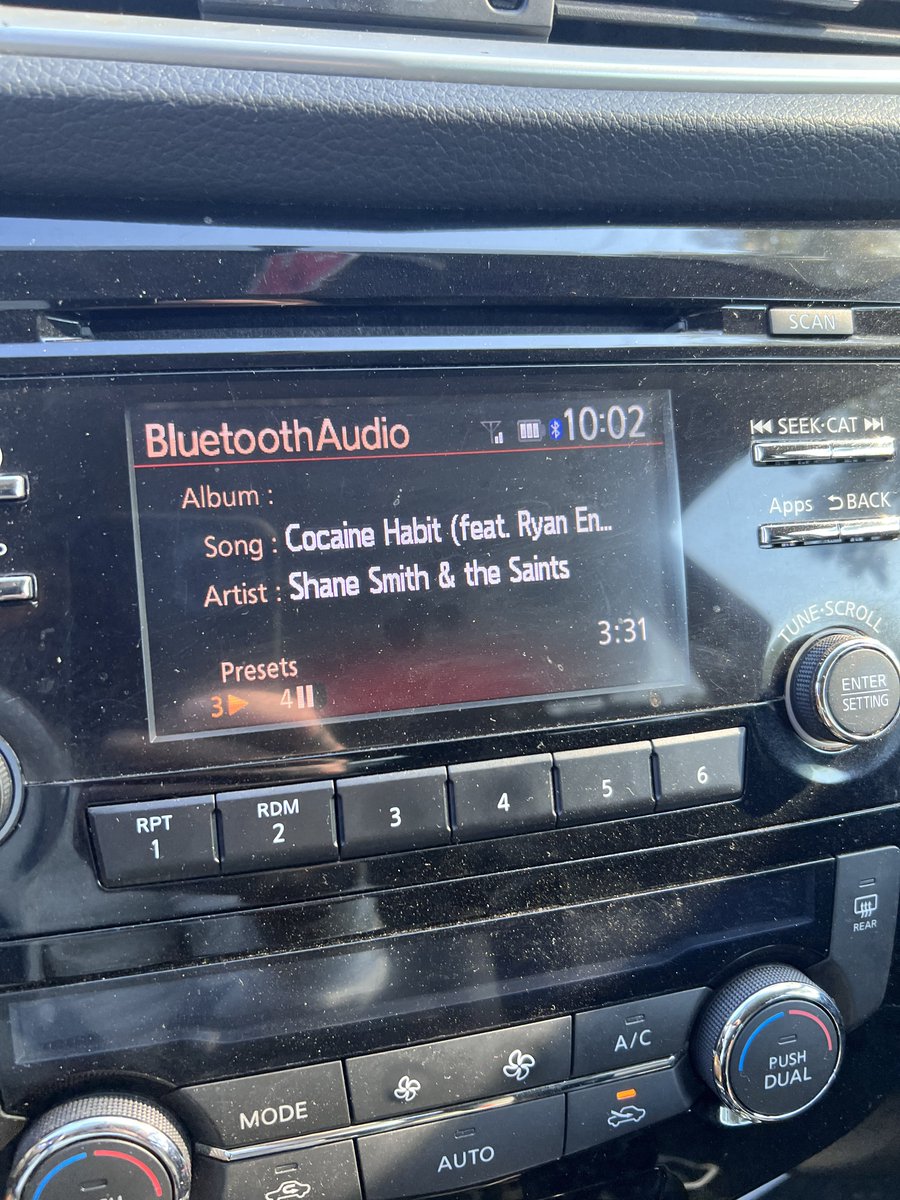 SCAN
BluetoothAudio 10:02
SEEK·CAT
Album :
Apps BACK
Song : Cocaine Habit (feat. Ryan En...
Artist : Shane Smith & the Saints
TUNE·SCROLL
3:31
Presets
3 4
ENTER
SETTING
RPT
1
RDM
2
3
4
5
6
REAR
A/C
PUSH
DUAL
MODE
AUTO